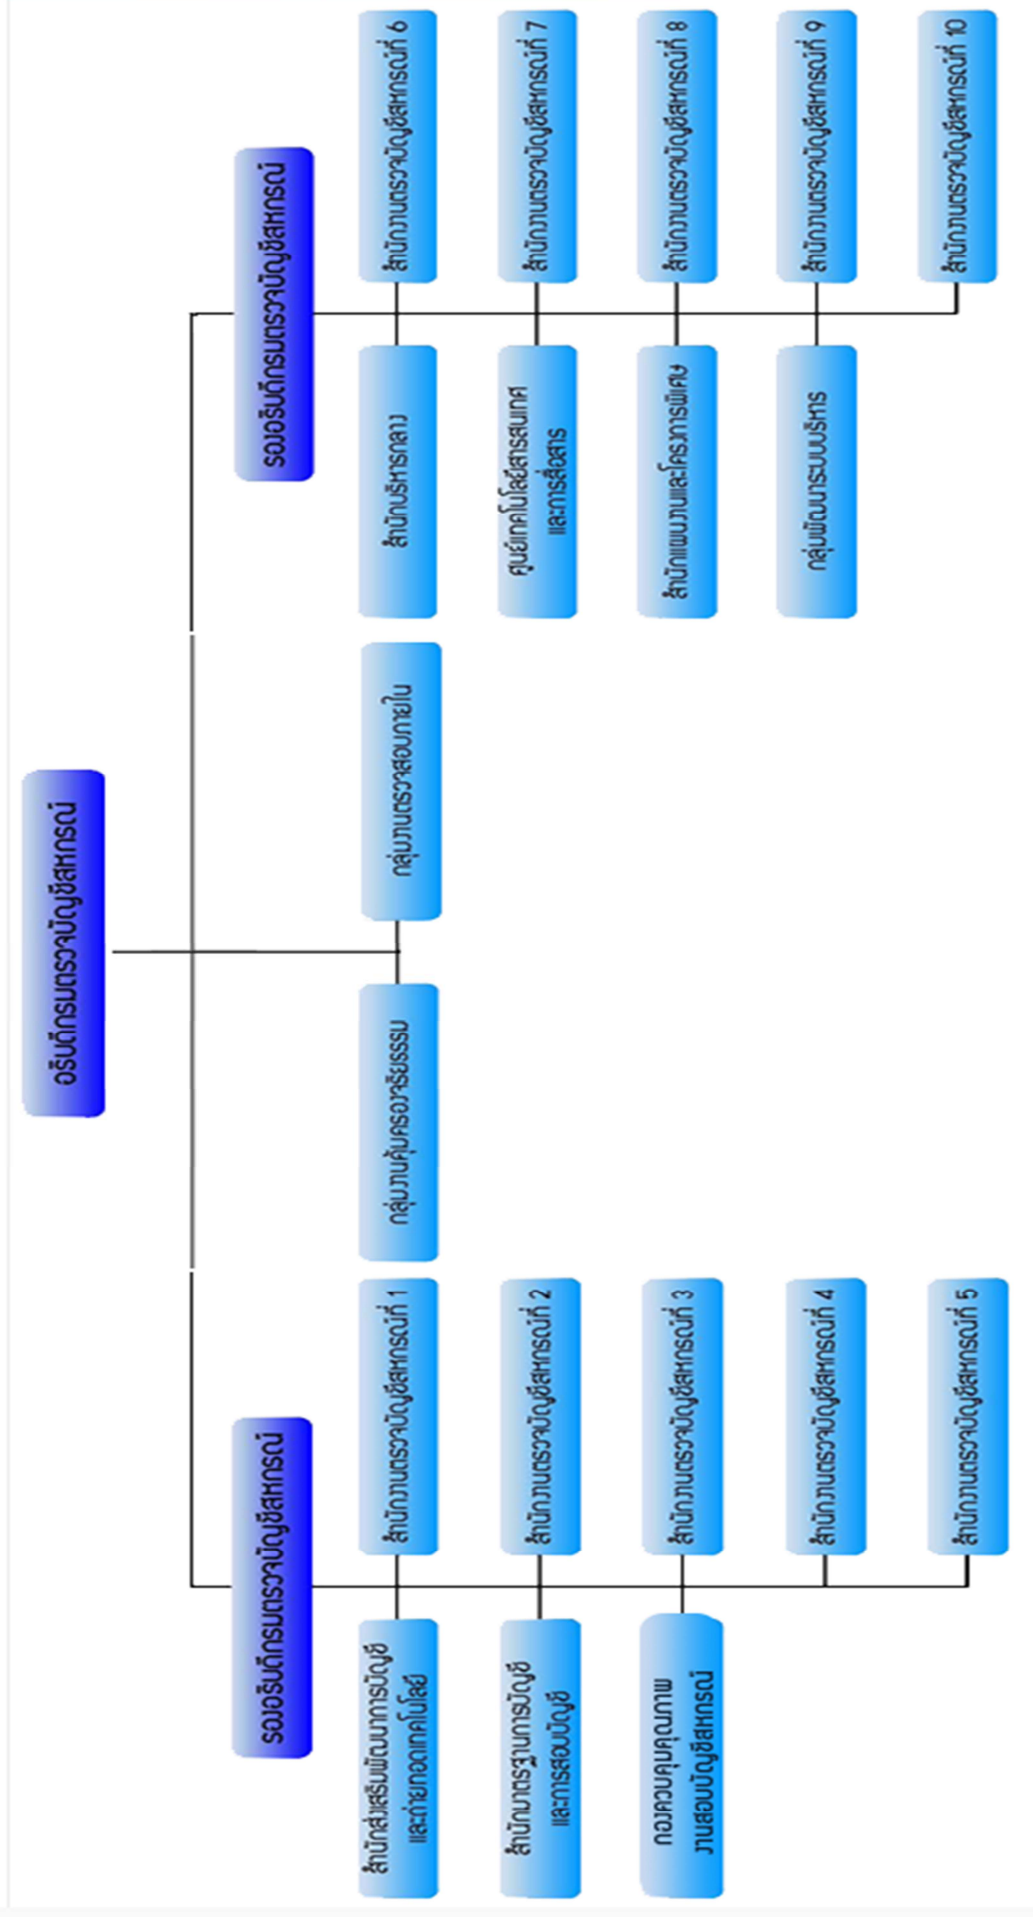 อธิบดีกรมตรวจบัญชีสหกรณ์
รองอธิบดีกรมตรวจบัญชีสหกรณ์
รองอธิบดีกรมตรวจบัญชีสหกรณ์
สำนักส่งเสริมพัฒนาการบัญชี
และถ่ายทอดเทคโนโลยี
สำนักงานตรวจบัญชีสหกรณ์ที่ 1
กลุ่มงานคุ้มครองจริยธรรม
กลุ่มงานตรวจสอบภายใน
สำนักบริหารกลาง
สำนักงานตรวจบัญชีสหกรณ์ที่ 6
สำนักมาตรฐานการบัญชี
และการสอบบัญชี
สำนักงานตรวจบัญชีสหกรณ์ที่ 2
ศูนย์เทคโนโลยีสารสนเทศ
และการสื่อสาร
สำนักงานตรวจบัญชีสหกรณ์ที่ 7
กองควบคุมคุณภาพ
งานสอบบัญชีสหกรณ์
สำนักงานตรวจบัญชีสหกรณ์ที่ 3
สำนักแผนงานและโครงการพิเศษ
สำนักงานตรวจบัญชีสหกรณ์ที่ 8
สำนักงานตรวจบัญชีสหกรณ์ที่ 4
กลุ่มพัฒนาระบบบริหาร
สำนักงานตรวจบัญชีสหกรณ์ที่ 9
สำนักงานตรวจบัญชีสหกรณ์ที่ 5
สำนักงานตรวจบัญชีสหกรณ์ที่ 10